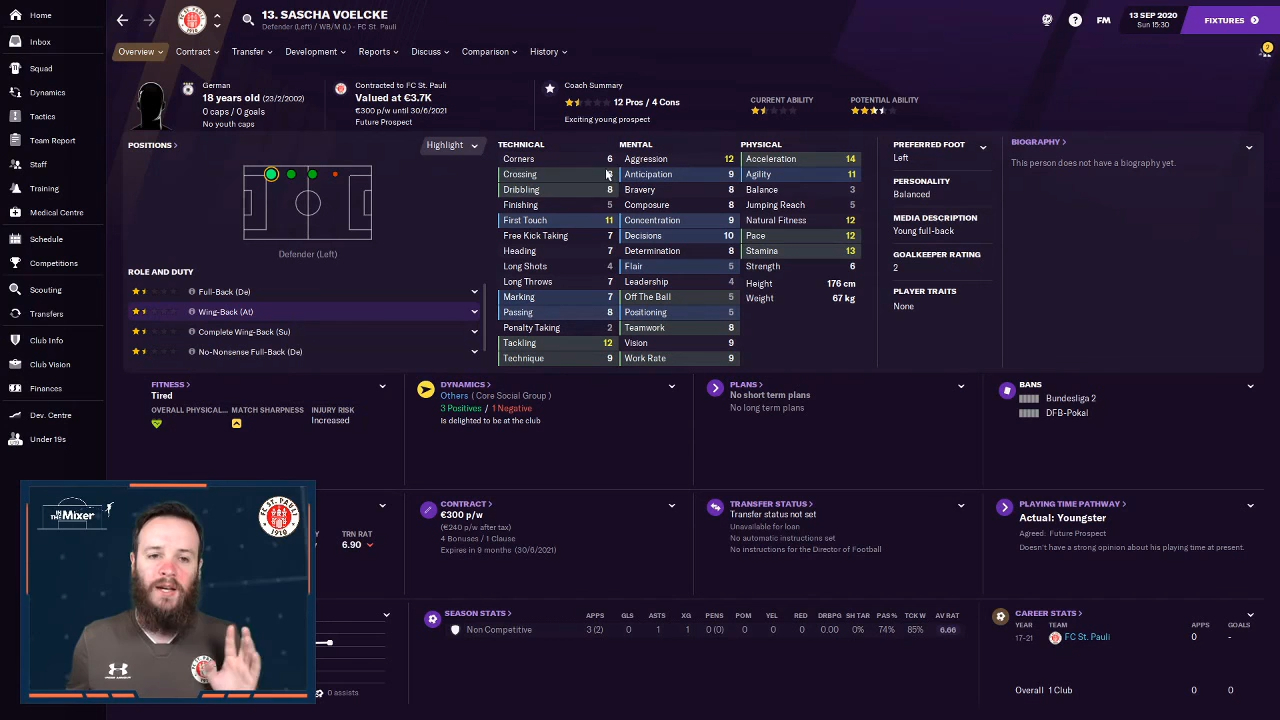 Home
Inbox
Squad
Dynamics
Tactics
Team Report
Staff
Training
Medical Centre
Schedule
Competitions
Scouting
Transfers
Club Info
Club Vision
Finances
Dev. Centre
Under 19s
13. SASCHA VOELCKE
Defender (Left) / WB/M (L) - FC St. Pauli
FM
13 SEP 2020
Sun 15:30
FIXTURES
Overview
Contract
Transfer
Development
Reports
Discuss
Comparison
History
German
18 years old (23/2/2002)
0 caps / 0 goals
No youth caps
Contracted to FC St. Pauli
Valued at €3.7K
€300 p/w until 30/6/2021
Future Prospect
Coach Summary
12 Pros / 4 Cons
Exciting young prospect
CURRENT ABILITY
POTENTIAL ABILITY
POSITIONS
Highlight
Defender (Left)
ROLE AND DUTY
Full-Back (De)
Wing-Back (At)
Complete Wing-Back (Su)
No-Nonsense Full-Back (De)
TECHNICAL
Corners 6
Crossing
Dribbling 8
Finishing 5
First Touch 11
Free Kick Taking 7
Heading 7
Long Shots 4
Long Throws 7
Marking 7
Passing 8
Penalty Taking 2
Tackling 12
Technique 9
MENTAL
Aggression 12
Anticipation 9
Bravery 8
Composure 8
Concentration 9
Decisions 10
Determination 8
Flair 5
Leadership 4
Off The Ball 5
Positioning 5
Teamwork 8
Vision 9
Work Rate 9
PHYSICAL
Acceleration 14
Agility 11
Balance 3
Jumping Reach 5
Natural Fitness 12
Pace 12
Stamina 13
Strength 6
Height 176 cm
Weight 67 kg
PREFERRED FOOT
Left
PERSONALITY
Balanced
MEDIA DESCRIPTION
Young full-back
GOALKEEPER RATING
2
PLAYER TRAITS
None
BIOGRAPHY
This person does not have a biography yet.
FITNESS
Tired
OVERALL PHYSICAL... MATCH SHARPNESS INJURY RISK
Increased
DYNAMICS
Others ( Core Social Group )
3 Positives / 1 Negative
Is delighted to be at the club
PLANS
No short term plans
No long term plans
BANS
Bundesliga 2
DFB-Pokal
IN THE Mixer
FC ST. PAULI
1910
UNDER ARMOUR
TRN RAT
6.90
CONTRACT
€300 p/w
(€240 p/w after tax)
4 Bonuses / 1 Clause
Expires in 9 months (30/6/2021)
TRANSFER STATUS
Transfer status not set
Unavailable for loan
No automatic instructions set
No instructions for the Director of Football
PLAYING TIME PATHWAY
Actual: Youngster
Agreed: Future Prospect
Doesn't have a strong opinion about his playing time at present.
0 assists
SEASON STATS APPS GLS ASTS XG PENS POM YEL RED DRBPG SH TAR PAS% TCK W AV RAT
Non Competitive 3 (2) 0 1 1 0 (0) 0 0 0 0.00 0% 74% 85% 6.66
CAREER STATS
YEAR TEAM APPS GOALS
17-21 FC St. Pauli 0 -
Overall 1 Club 0 0